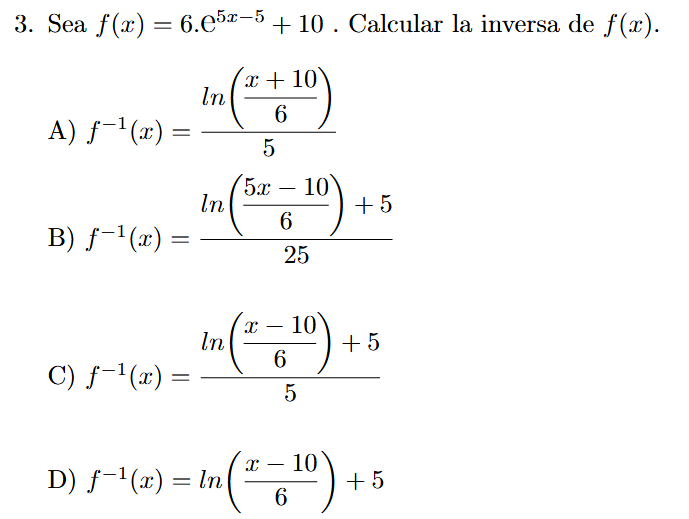 3. Sea f(x) = 6.e^{5x−5} + 10 . Calcular la inversa de f(x).
A) f^{−1}(x) = \frac{ln\left(\frac{x + 10}{6}\right)}{5}
B) f^{−1}(x) = \frac{ln\left(\frac{5x − 10}{6}\right) + 5}{25}
C) f^{−1}(x) = \frac{ln\left(\frac{x − 10}{6}\right) + 5}{5}
D) f^{−1}(x) = ln\left(\frac{x − 10}{6}\right) + 5